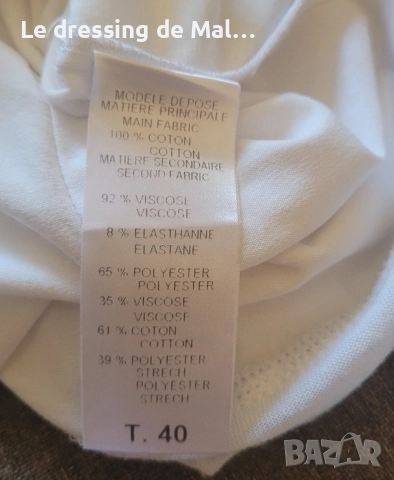 Le dressing de Mal...
MODELE DEPOSE
MATIERE PRINCIPALE
MAIN FABRIC
100 % COTON
COTTON
MATIERE SECONDAIRE
SECOND FABRIC
92 % VISCOSE
VISCOSE
8 % ELASTHANNE
ELASTANE
65 % POLYESTER
POLYESTER
35 % VISCOSE
VISCOSE
61 % COTON
COTTON
39 % POLYESTER
STRECH
POLYESTER
STRECH
T. 40
BAZAR